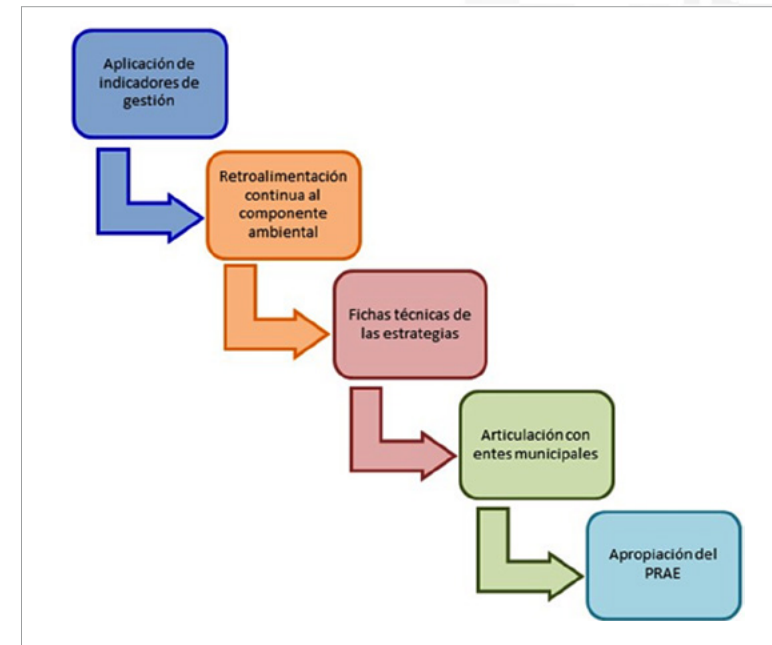 Aplicación de
indicadores de
gestión
Retroalimentación
continua al
componente
ambiental
Fichas técnicas de
las estrategias
Articulación con
entes municipales
Apropiación del
PRAE